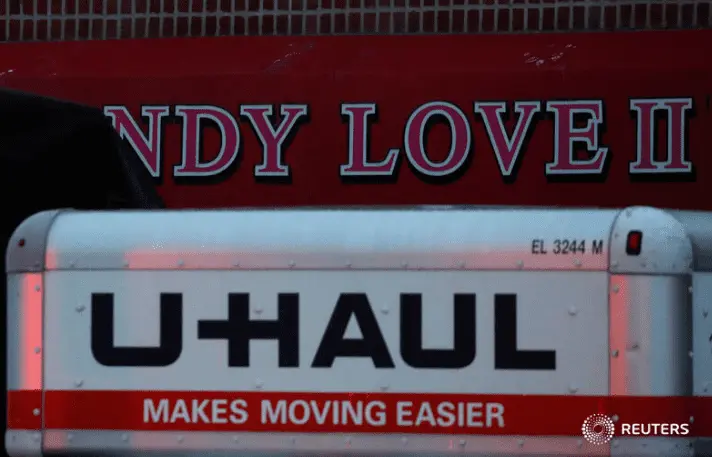 NDY LOVE II
EL 3244 M
U-HAUL
MAKES MOVING EASIER
REUTERS